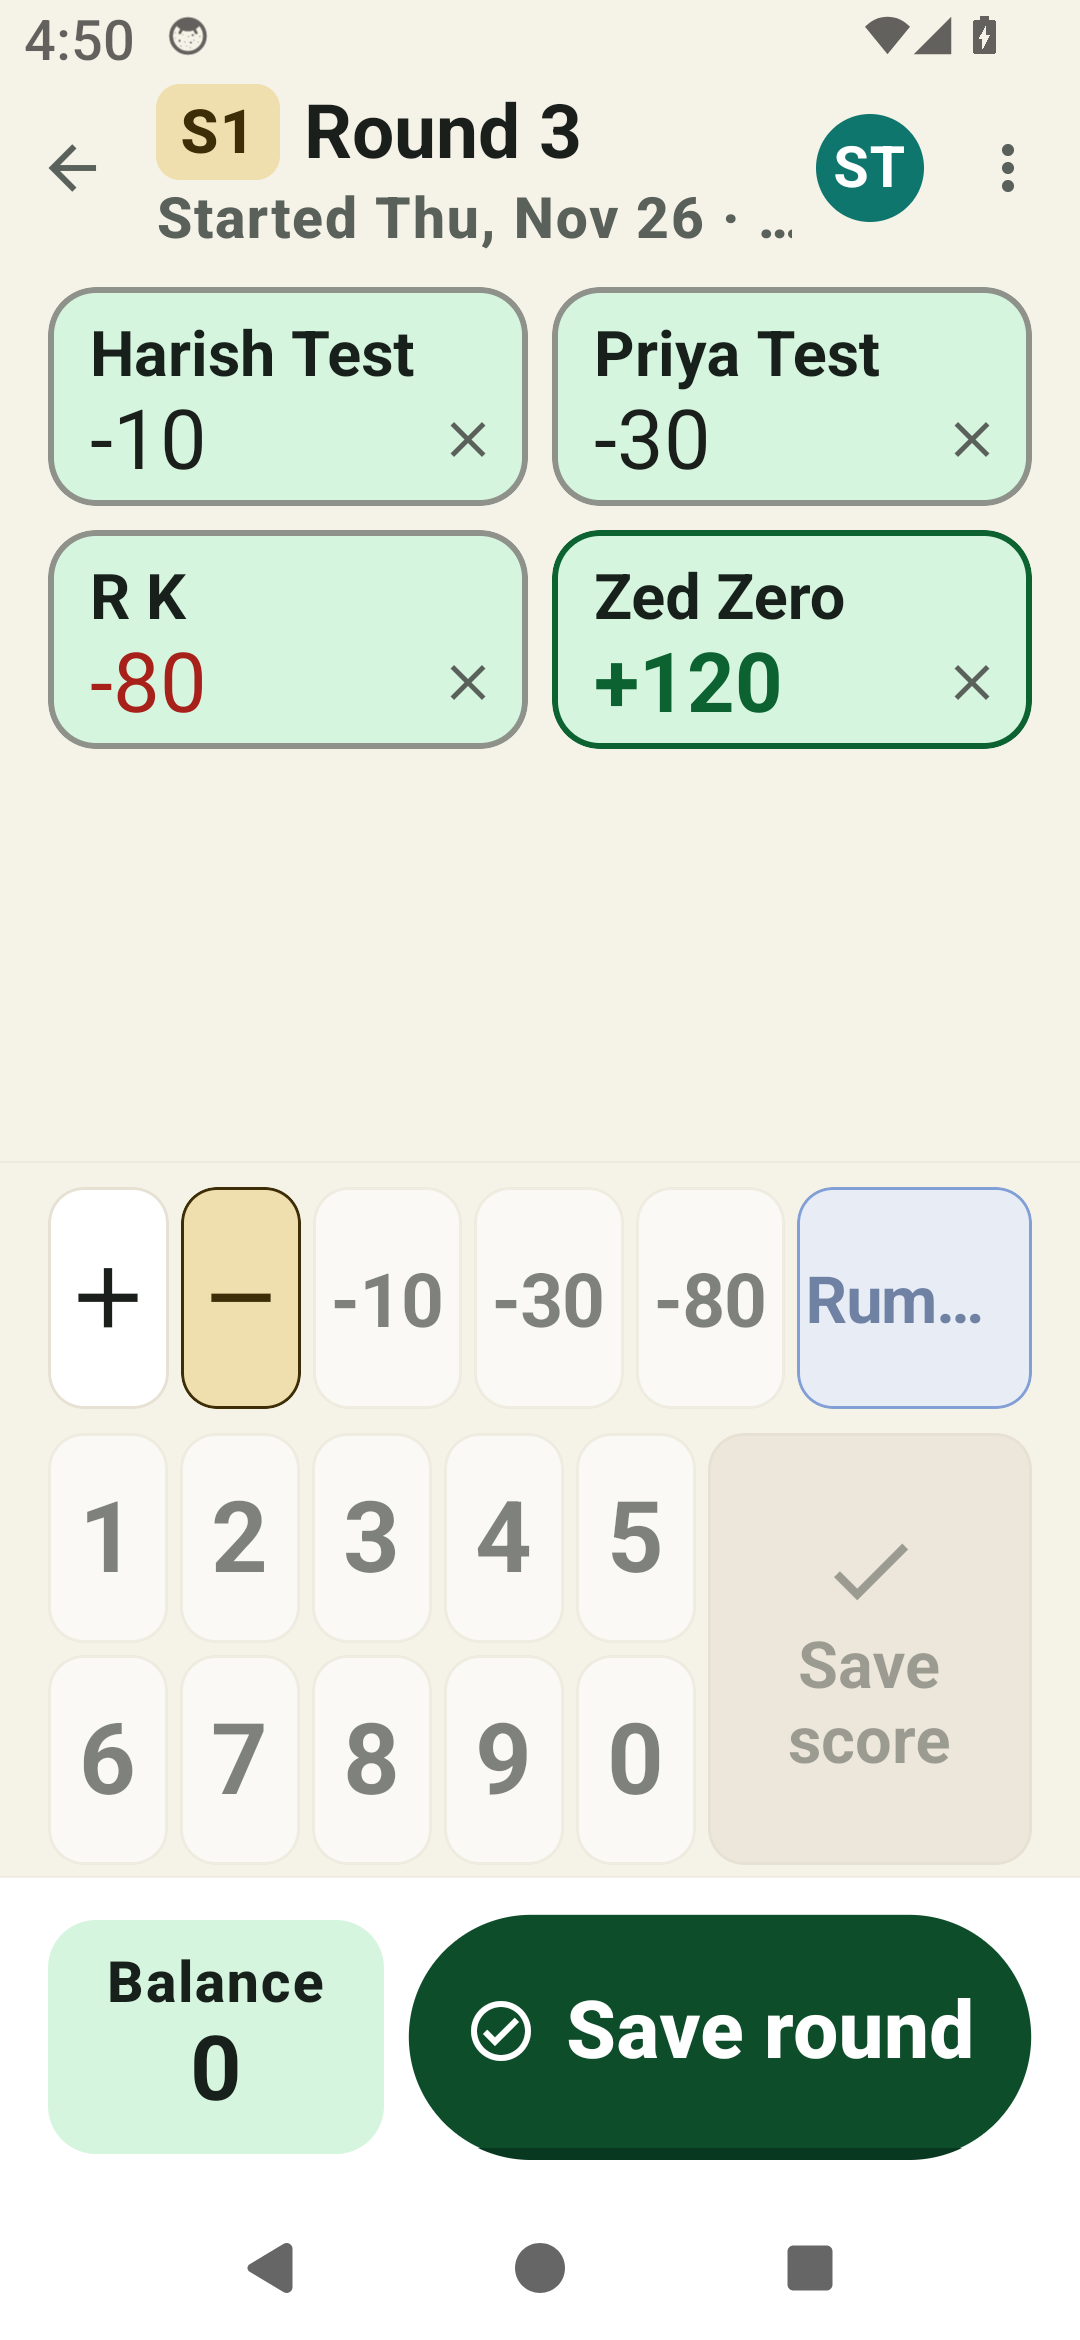 4:50
S1 Round 3
ST
Started Thu, Nov 26 · …
Harish Test
-10
Priya Test
-30
R K
-80
Zed Zero
+120
+ − -10 -30 -80 Rum…
1 2 3 4 5
6 7 8 9 0
Save
score
Balance
0
Save round